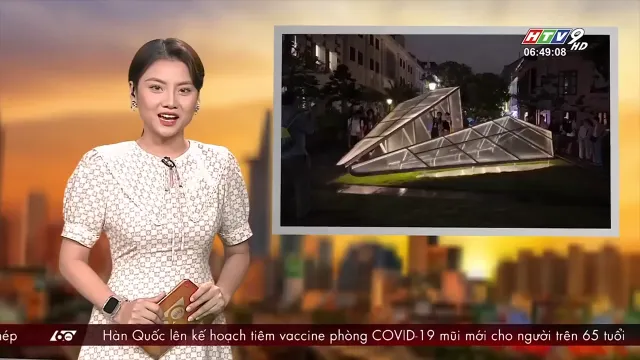 HTV9 HD
06:49:08
hép 60 Hàn Quốc lên kế hoạch tiêm vaccine phòng COVID-19 mũi mới cho người trên 65 tuổi